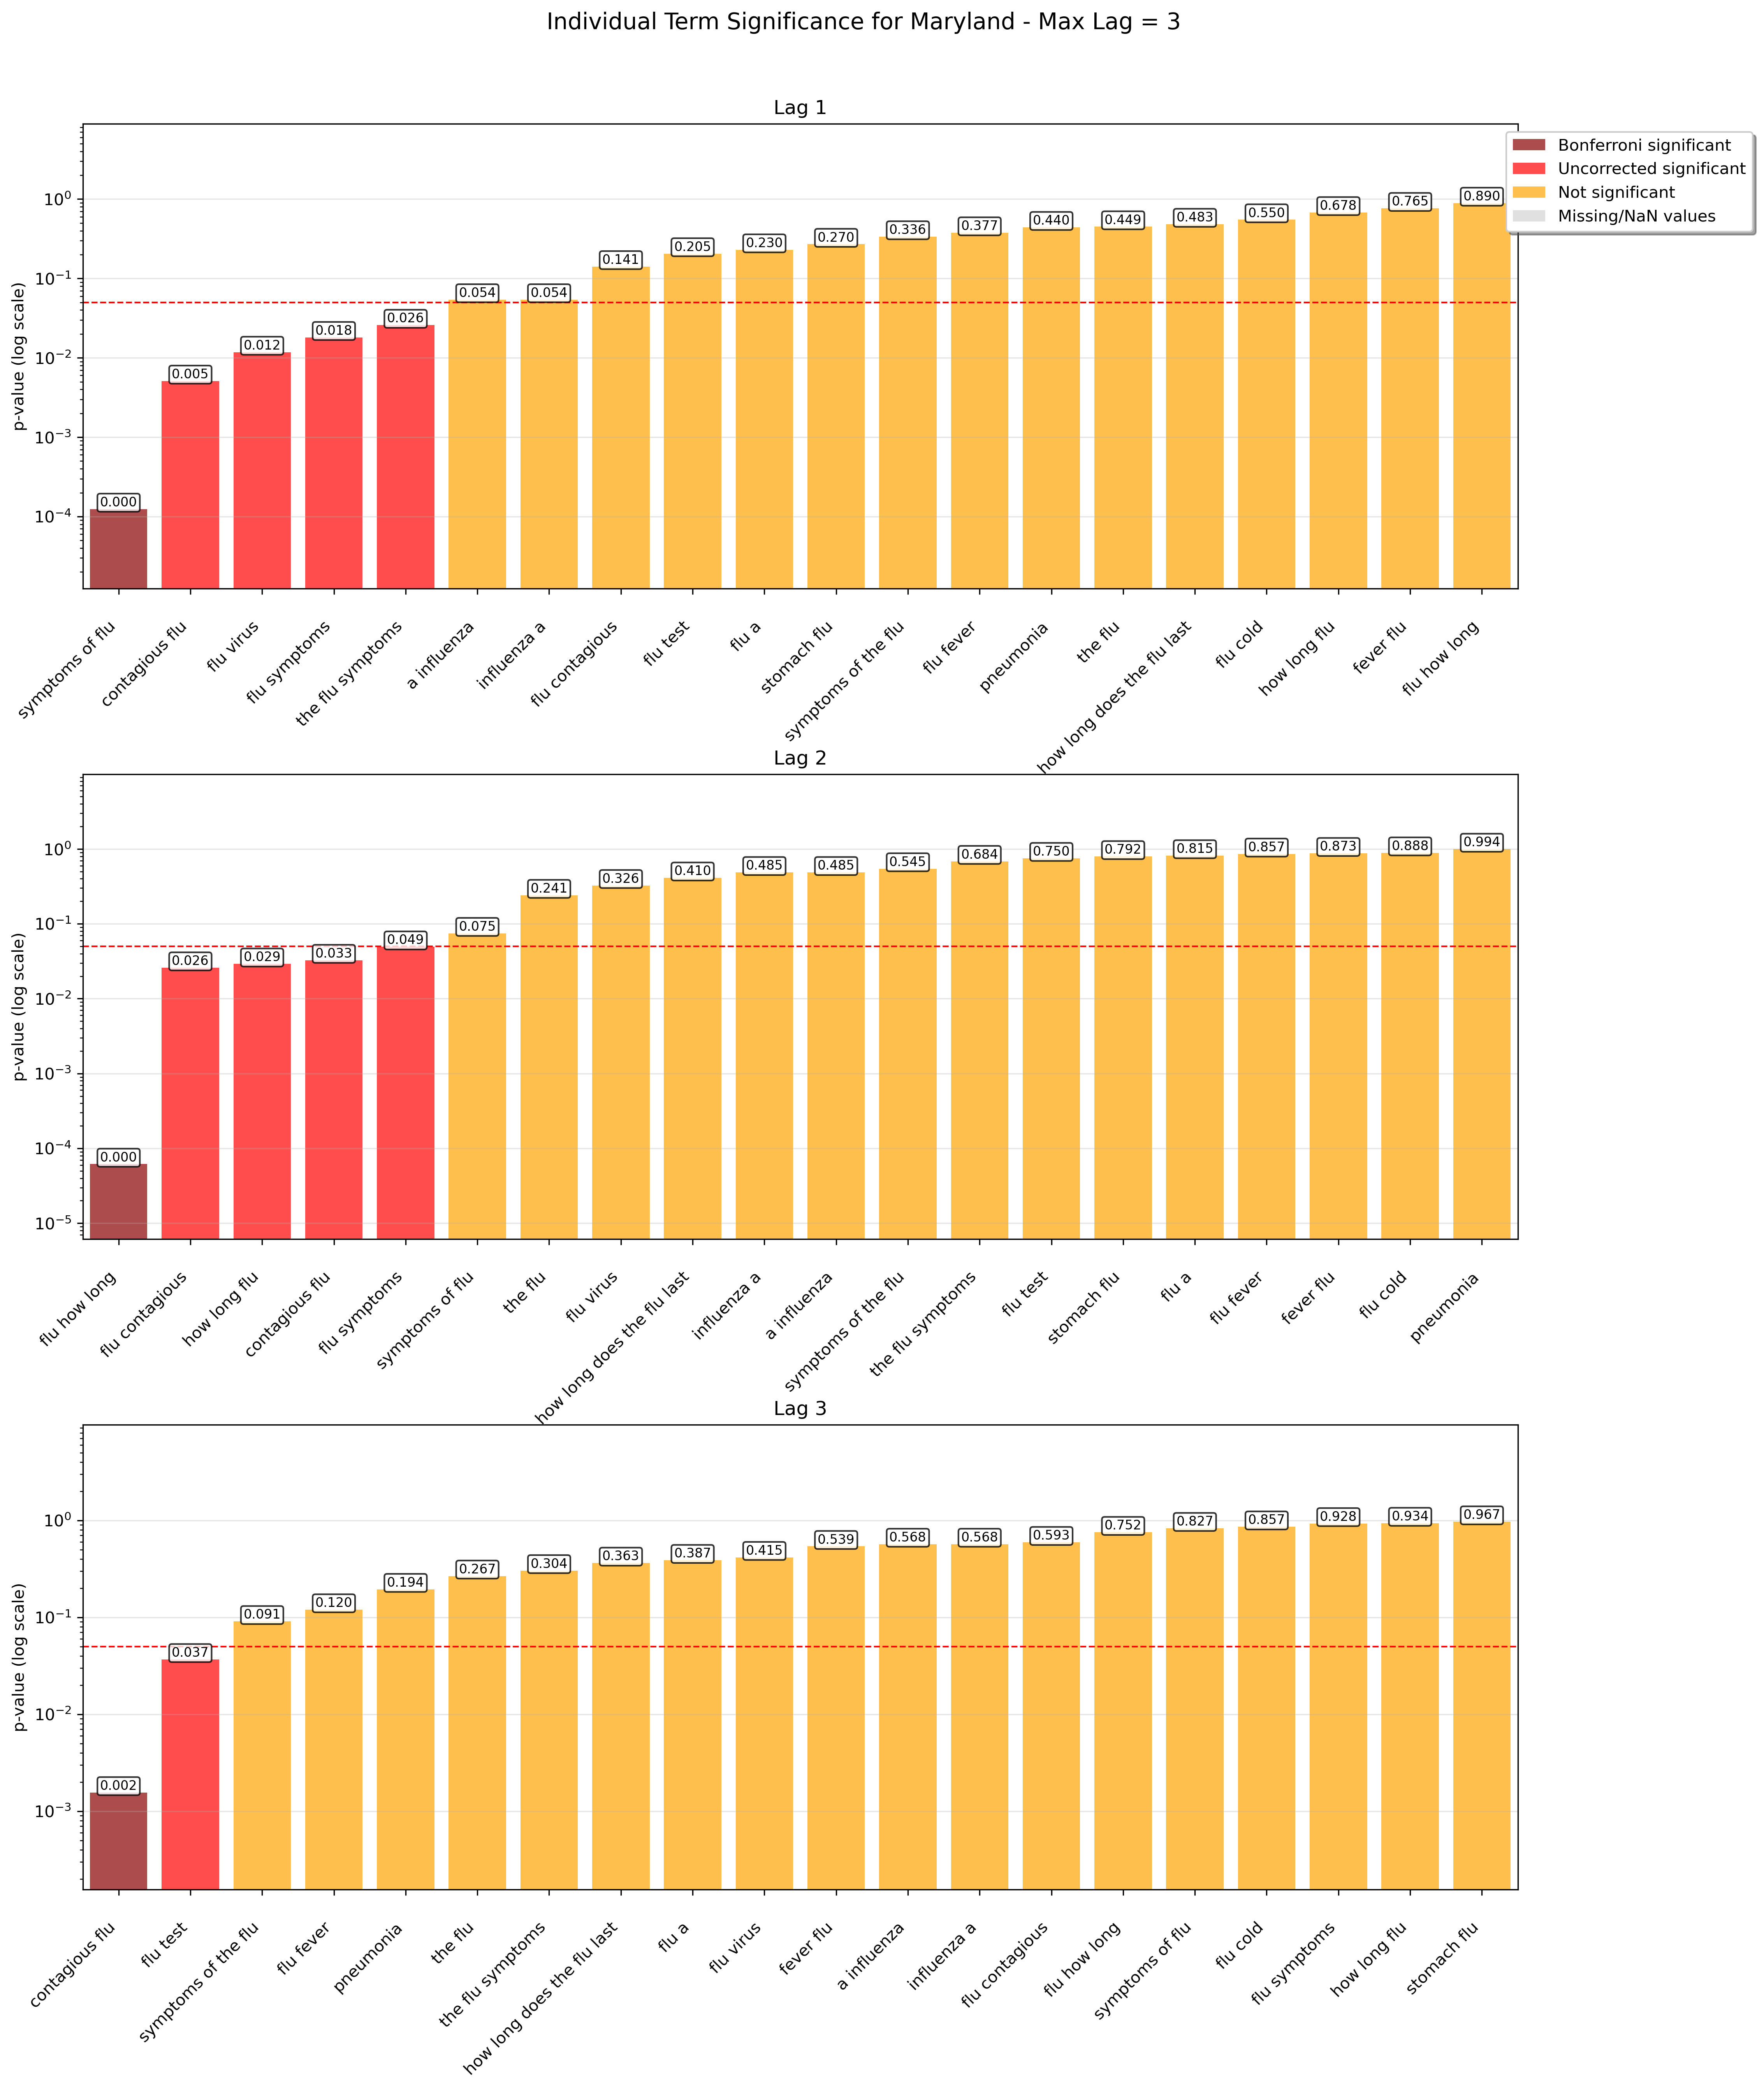 Individual Term Significance for Maryland - Max Lag = 3
Lag 1
Bonferroni significant
Uncorrected significant
Not significant
Missing/NaN values
p-value (log scale)
10⁰
10⁻¹
10⁻²
10⁻³
10⁻⁴
0.000
0.005
0.012
0.018
0.026
0.054
0.054
0.141
0.205
0.230
0.270
0.336
0.377
0.440
0.449
0.483
0.550
0.678
0.765
0.890
symptoms of flu
contagious flu
flu virus
flu symptoms
the flu symptoms
a influenza
influenza a
flu contagious
flu test
flu a
stomach flu
symptoms of the flu
flu fever
pneumonia
the flu
how long does the flu last
flu cold
how long flu
fever flu
flu how long
Lag 2
p-value (log scale)
10⁰
10⁻¹
10⁻²
10⁻³
10⁻⁴
10⁻⁵
0.000
0.026
0.029
0.033
0.049
0.075
0.241
0.326
0.410
0.485
0.485
0.545
0.684
0.750
0.792
0.815
0.857
0.873
0.888
0.994
flu how long
flu contagious
how long flu
contagious flu
flu symptoms
symptoms of flu
the flu
flu virus
how long does the flu last
influenza a
a influenza
symptoms of the flu
the flu symptoms
flu test
stomach flu
flu a
flu fever
fever flu
flu cold
pneumonia
Lag 3
p-value (log scale)
10⁰
10⁻¹
10⁻²
10⁻³
0.002
0.037
0.091
0.120
0.194
0.267
0.304
0.363
0.387
0.415
0.539
0.568
0.568
0.593
0.752
0.827
0.857
0.928
0.934
0.967
contagious flu
flu test
symptoms of the flu
flu fever
pneumonia
the flu
the flu symptoms
how long does the flu last
flu a
flu virus
fever flu
a influenza
influenza a
flu contagious
flu how long
symptoms of flu
flu cold
flu symptoms
how long flu
stomach flu